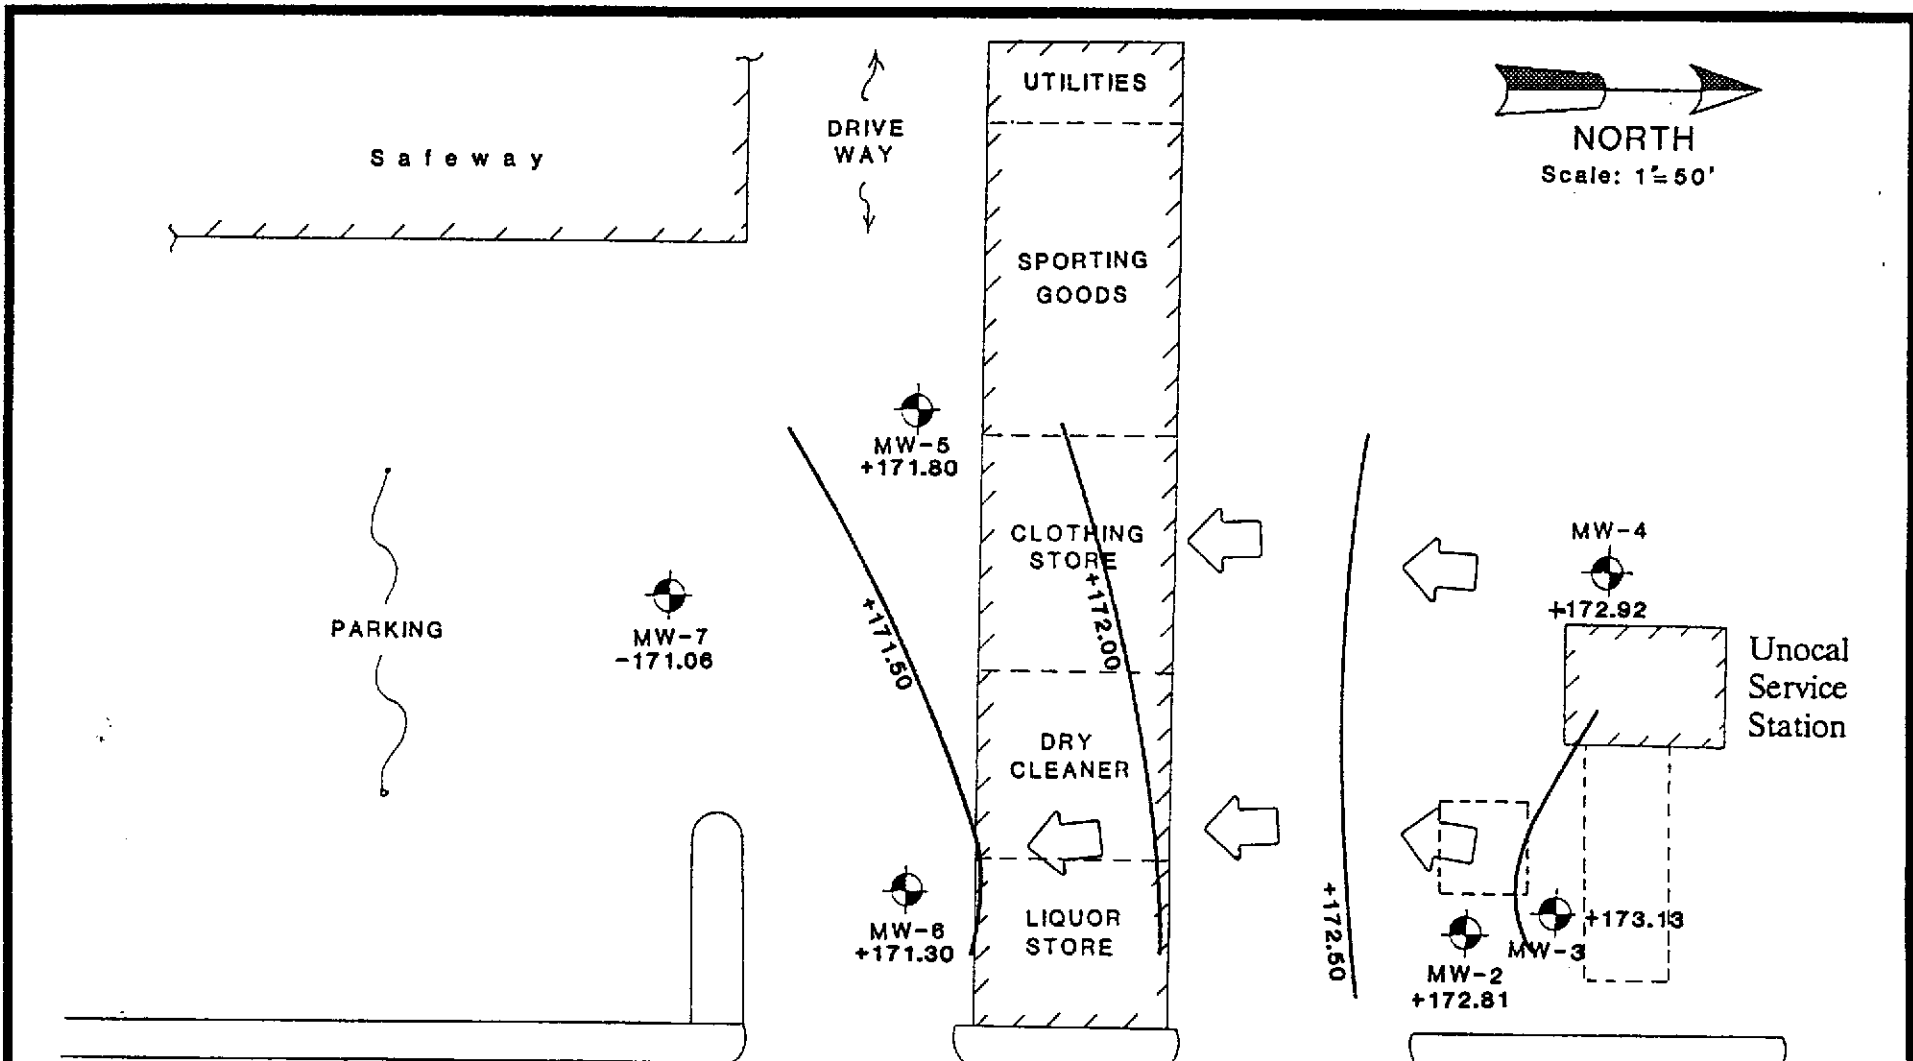 UTILITIES
DRIVE
WAY
Safeway
NORTH
Scale: 1"=50'
SPORTING
GOODS
MW-5
+171.80
CLOTHING
STORE
MW-4
+172.92
+172.00
+171.50
PARKING
MW-7
-171.06
Unocal
Service
Station
DRY
CLEANER
+172.50
MW-6
+171.30
LIQUOR
STORE
+173.13
MW-3
MW-2
+172.81